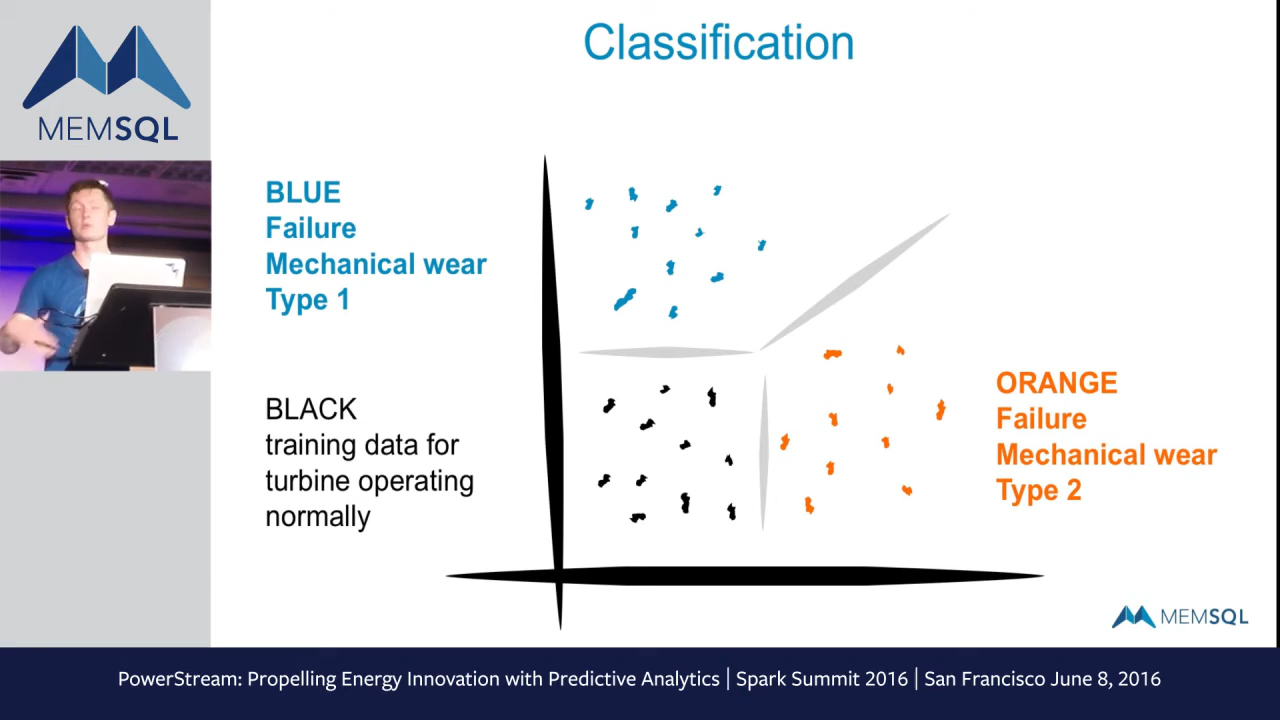 Classification
MEMSQL
BLUE
Failure
Mechanical wear
Type 1
BLACK
training data for
turbine operating
normally
ORANGE
Failure
Mechanical wear
Type 2
MEMSQL
PowerStream: Propelling Energy Innovation with Predictive Analytics | Spark Summit 2016 | San Francisco June 8, 2016